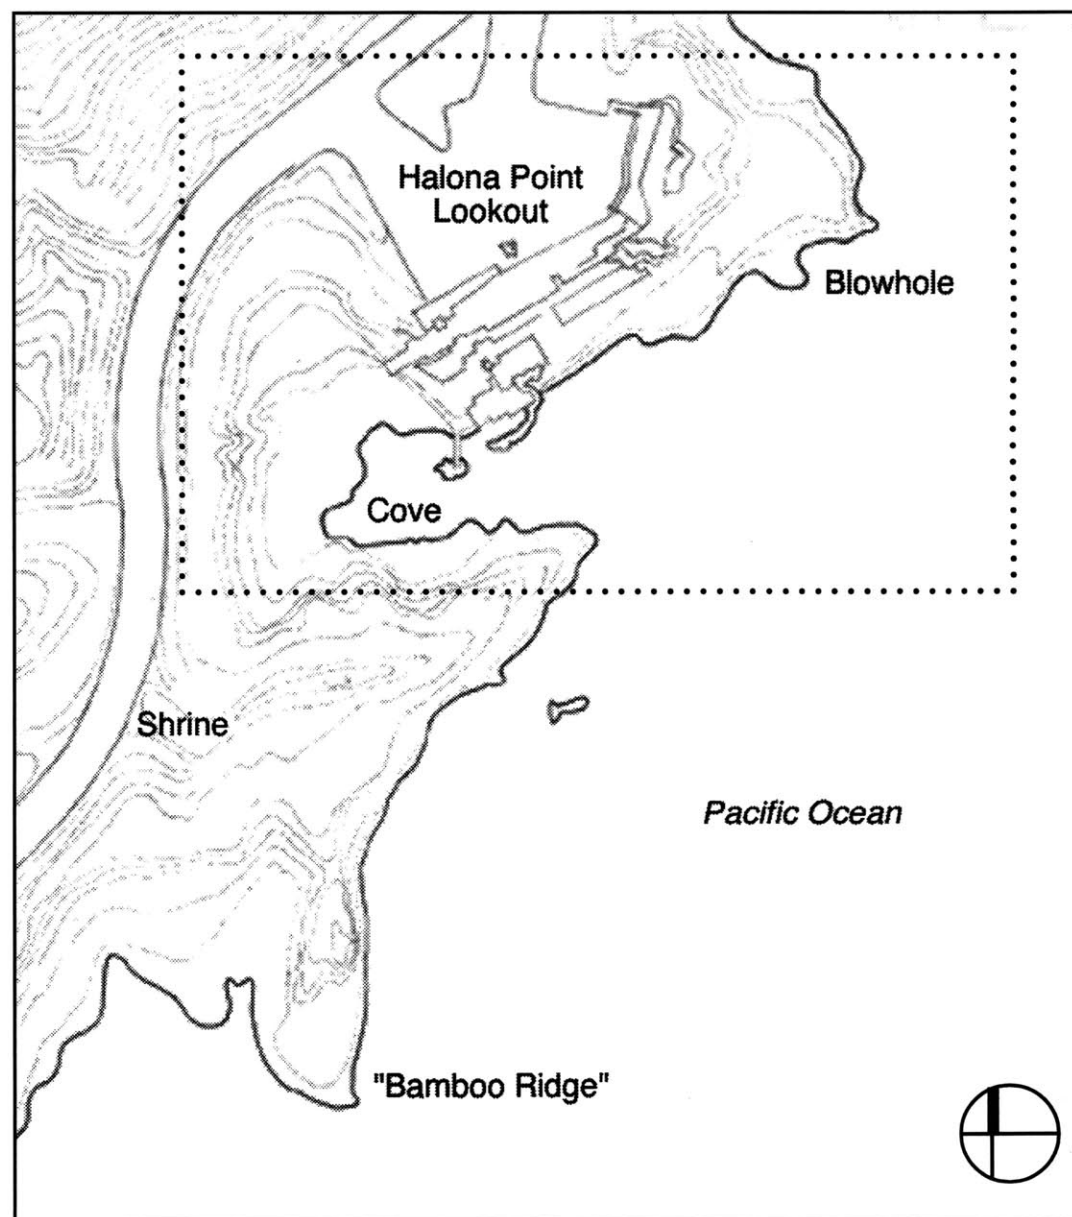 Halona Point
Lookout
Blowhole
Cove
Shrine
Pacific Ocean
"Bamboo Ridge"